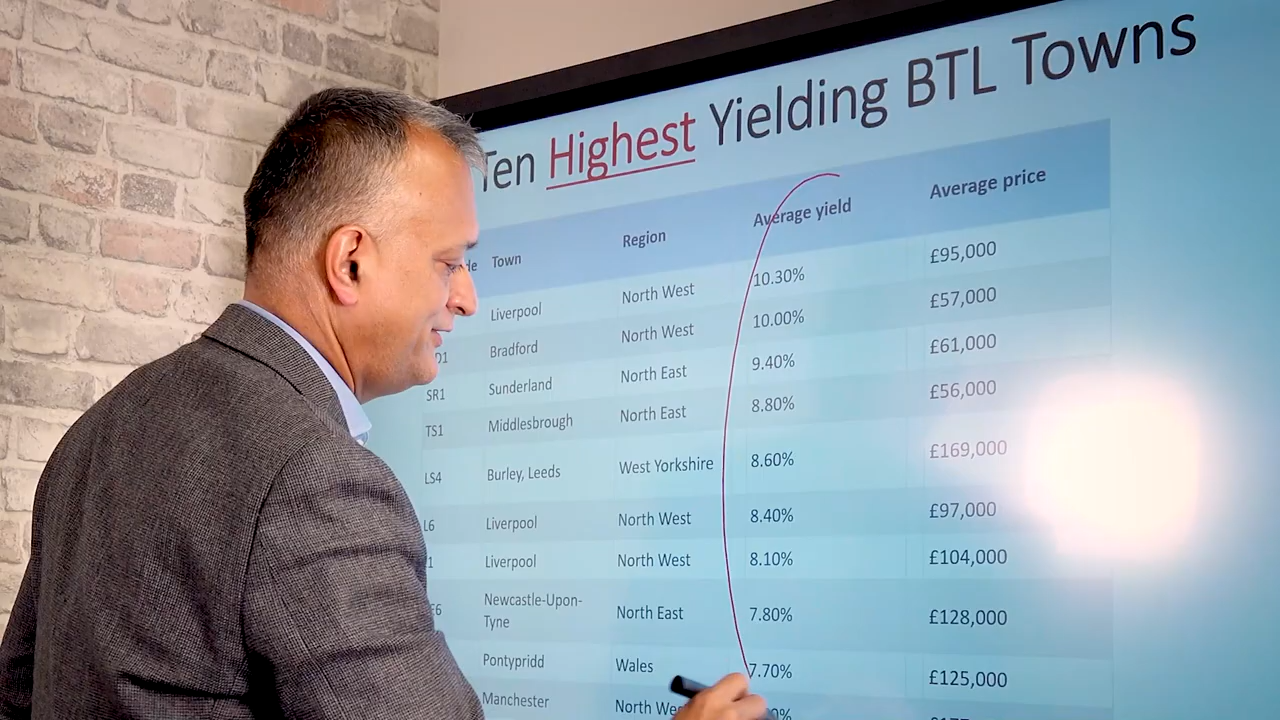 Ten Highest Yielding BTL Towns
Town Region Average yield Average price
Liverpool North West 10.30% £95,000
Bradford North West 10.00% £57,000
SR1 Sunderland North East 9.40% £61,000
TS1 Middlesbrough North East 8.80% £56,000
LS4 Burley, Leeds West Yorkshire 8.60% £169,000
L6 Liverpool North West 8.40% £97,000
Liverpool North West 8.10% £104,000
Newcastle-Upon-
Tyne North East 7.80% £128,000
Pontypridd Wales 7.70% £125,000
Manchester North